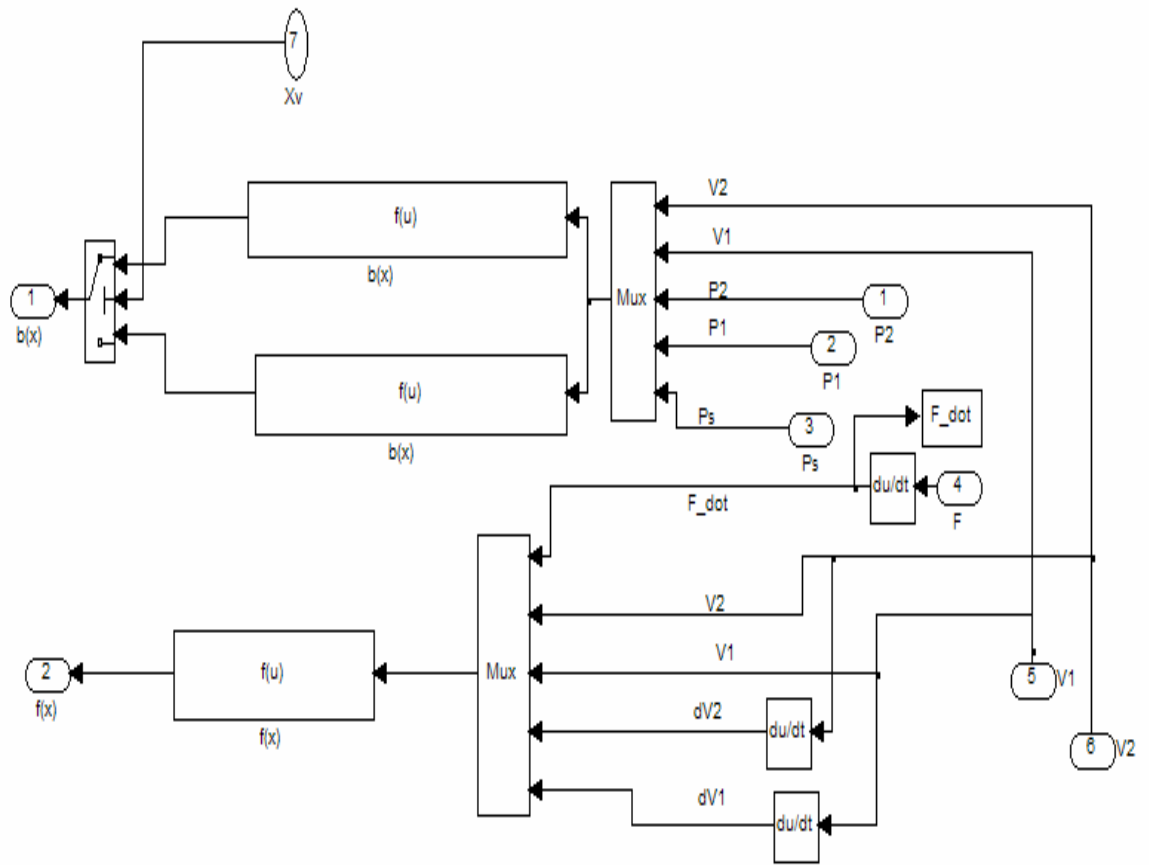 7
Xv
V2
f(u)
V1
b(x)
P2
Mux
1
1
b(x)
P2
P1
2
P1
f(u)
Ps
3
F_dot
b(x)
Ps
du/dt
4
F_dot
F
V2
V1
f(u)
Mux
2
5
V1
f(x)
f(x)
dV2
du/dt
6
V2
dV1
du/dt